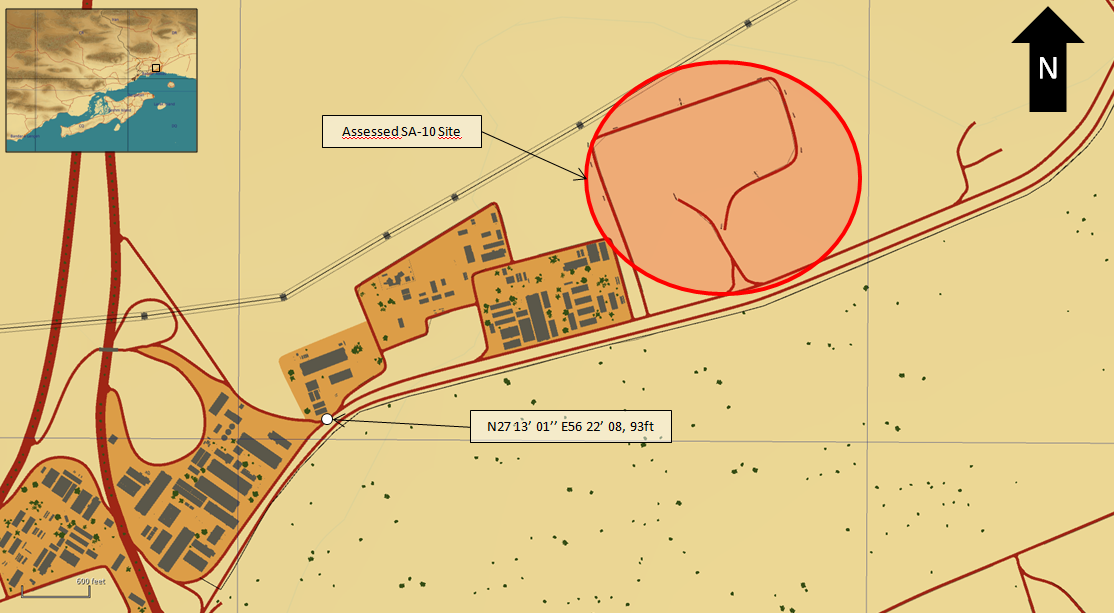 N
Assessed SA-10 Site
N27 13’ 01’’ E56 22’ 08, 93ft
600 feet